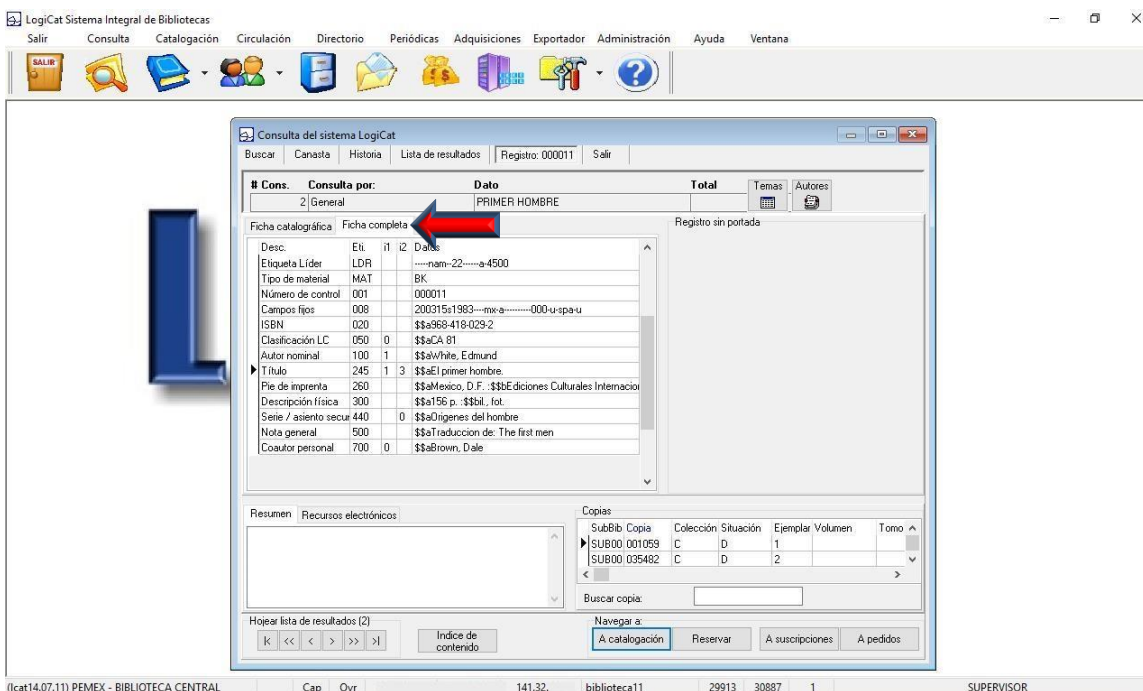 LogiCat Sistema Integral de Bibliotecas
Salir Consulta Catalogación Circulación Directorio Periódicas Adquisiciones Exportador Administración Ayuda Ventana
SALIR
L
Consulta del sistema LogiCat
Buscar Canasta Historia Lista de resultados Registro: 000011 Salir
# Cons. Consulta por: Dato Total Temas Autores
2 General PRIMER HOMBRE
Ficha catalográfica Ficha completa Registro sin portada
Desc. Eti. i1 i2 Datos
Etiqueta Líder LDR -----nam--22------a-4500
Tipo de material MAT BK
Número de control 001 000011
Campos fijos 008 200315s1983----mx-a----------000-u-spa-u
ISBN 020 $$a968-418-029-2
Clasificación LC 050 0 $$aCA 81
Autor nominal 100 1 $$aWhite, Edmund
Título 245 1 3 $$aEl primer hombre.
Pie de imprenta 260 $$aMexico, D.F. :$$bEdiciones Culturales Internacion
Descripción física 300 $$a156 p. :$$bil., fot.
Serie / asiento secur 440 0 $$aOrigenes del hombre
Nota general 500 $$aTraduccion de: The first men
Coautor personal 700 0 $$aBrown, Dale
Resumen Recursos electrónicos
Copias
SubBib Copia Colección Situación Ejemplar Volumen Tomo
SUB00 001059 C D 1
SUB00 035482 C D 2
Buscar copia:
Hojear lista de resultados (2)
|< << < > >> >|
Indice de contenido
Navegar a:
A catalogación Reservar A suscripciones A pedidos
(lcat14.07.11) PEMEX - BIBLIOTECA CENTRAL Cap Ovr 141.32. biblioteca11 29913 30887 1 SUPERVISOR